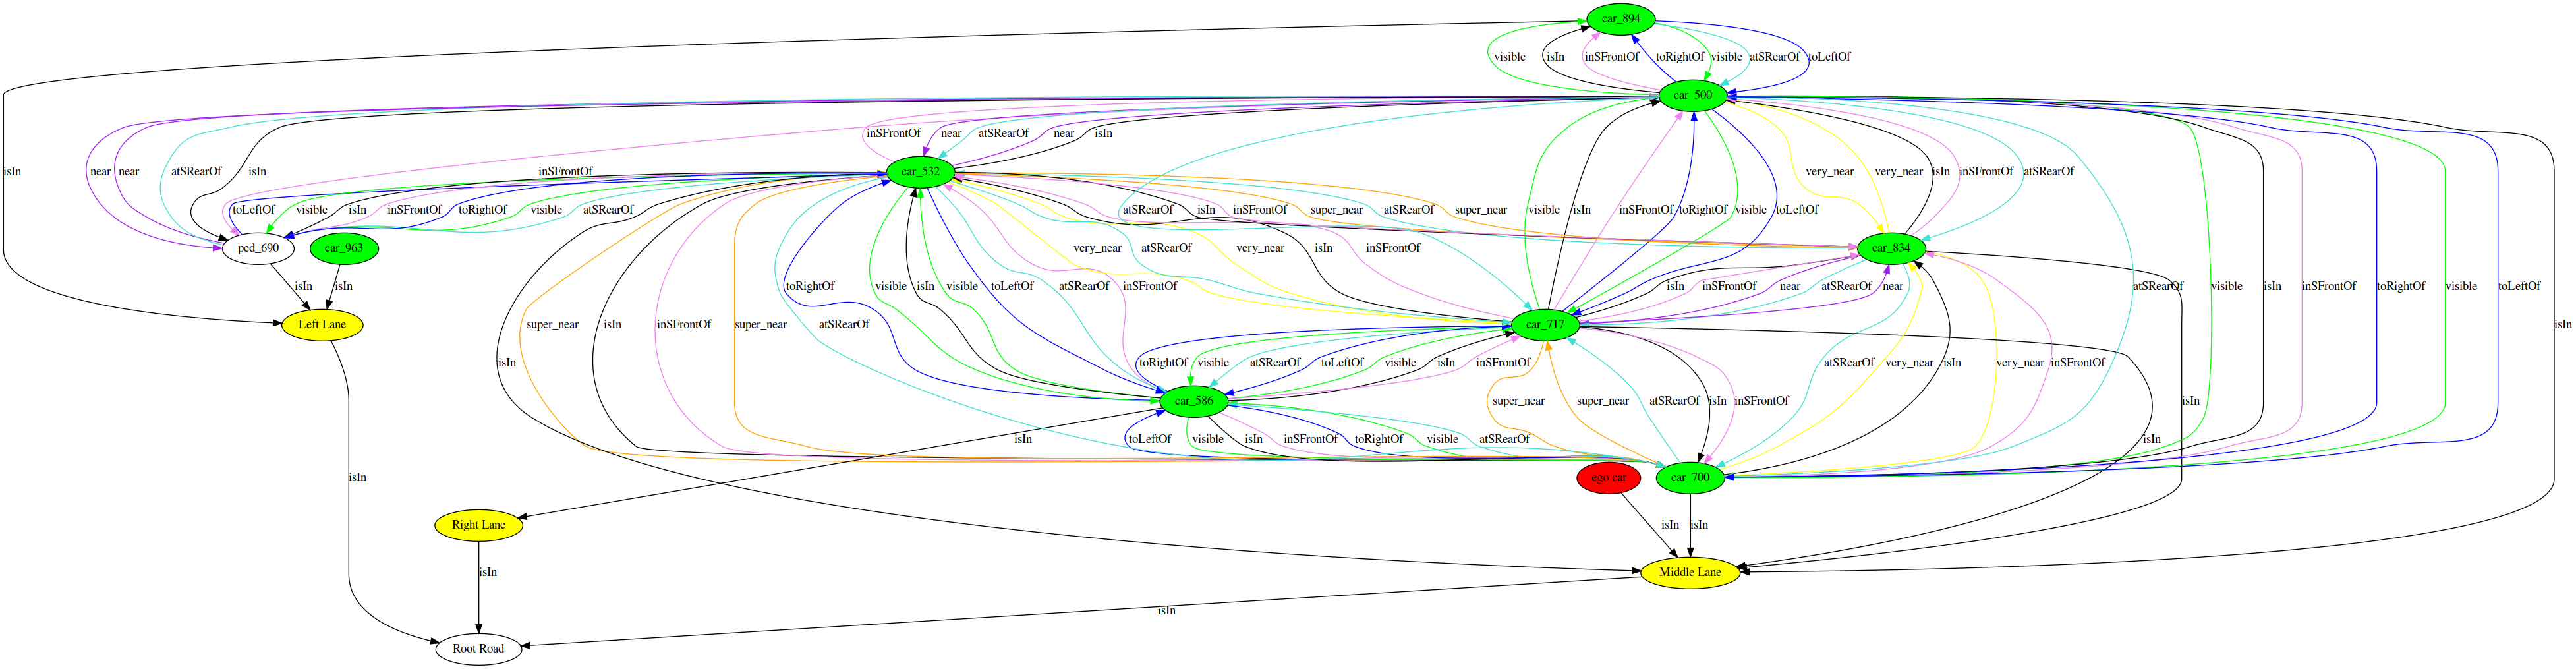 car_894
visible
isIn
inSFrontOf
toRightOf
visible
atSRearOf
toLeftOf
car_500
inSFrontOf
near
atSRearOf
near
isIn
isIn
near
near
atSRearOf
isIn
inSFrontOf
car_532
very_near
very_near
isIn
inSFrontOf
atSRearOf
toLeftOf
visible
isIn
inSFrontOf
toRightOf
visible
atSRearOf
atSRearOf
isIn
inSFrontOf
super_near
atSRearOf
super_near
visible
isIn
inSFrontOf
toRightOf
visible
toLeftOf
ped_690
car_963
very_near
atSRearOf
very_near
isIn
inSFrontOf
car_834
isIn
isIn
toRightOf
visible
isIn
visible
toLeftOf
atSRearOf
inSFrontOf
isIn
inSFrontOf
near
atSRearOf
near
atSRearOf
visible
isIn
inSFrontOf
toRightOf
visible
toLeftOf
Left Lane
super_near
isIn
inSFrontOf
super_near
atSRearOf
car_717
isIn
isIn
toRightOf
visible
atSRearOf
toLeftOf
visible
isIn
inSFrontOf
atSRearOf
very_near
isIn
very_near
inSFrontOf
car_586
super_near
super_near
atSRearOf
isIn
inSFrontOf
isIn
isIn
toLeftOf
visible
isIn
inSFrontOf
toRightOf
visible
atSRearOf
isIn
isIn
ego car
car_700
Right Lane
isIn
isIn
isIn
Middle Lane
isIn
Root Road